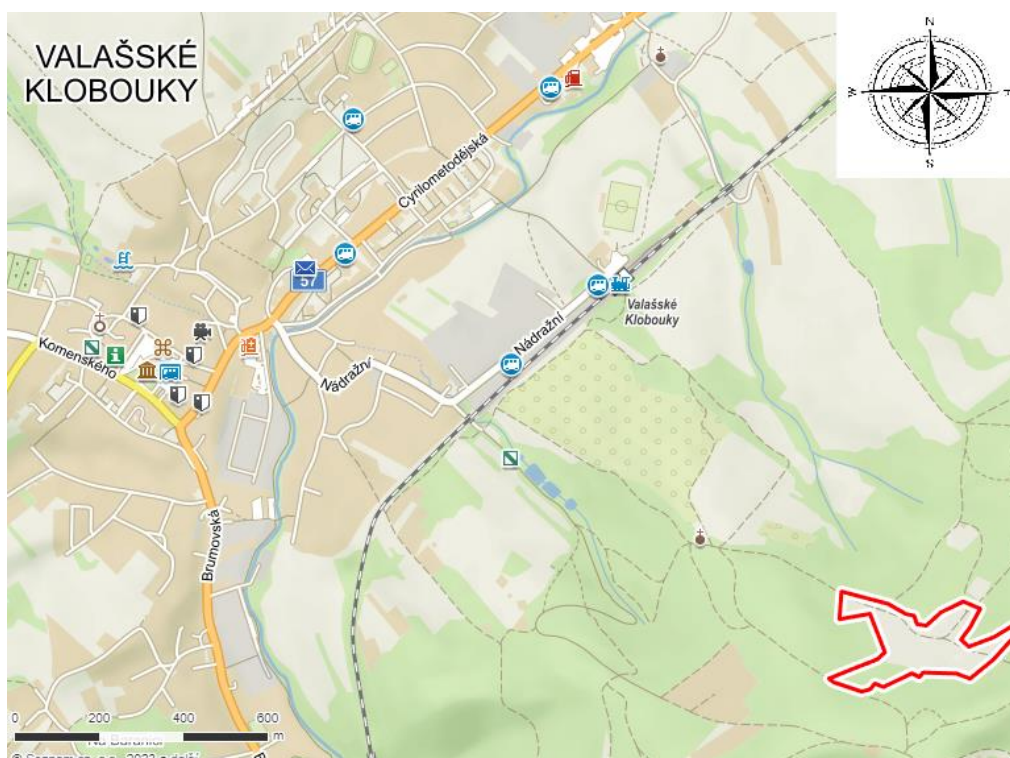 VALAŠSKÉ
KLOBOUKY
N
W
S
Cyrilometodějská
57
Valašské
Klobouky
Nádražní
Nádražní
Komenského
Brumovská
0 200 400 600
m